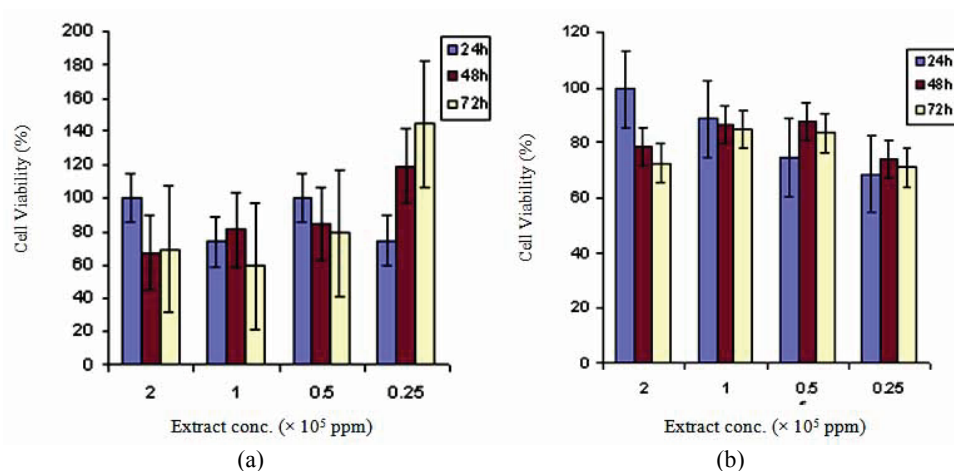 200
180
160
140
120
100
80
60
40
20
0
Cell Viability (%)
24h
48h
72h
2 1 0.5 0.25
Extract conc. (× 10⁵ ppm)
(a)
120
100
80
60
40
20
0
Cell Viability (%)
24h
48h
72h
2 1 0.5 0.25
Extract conc. (× 10⁵ ppm)
(b)